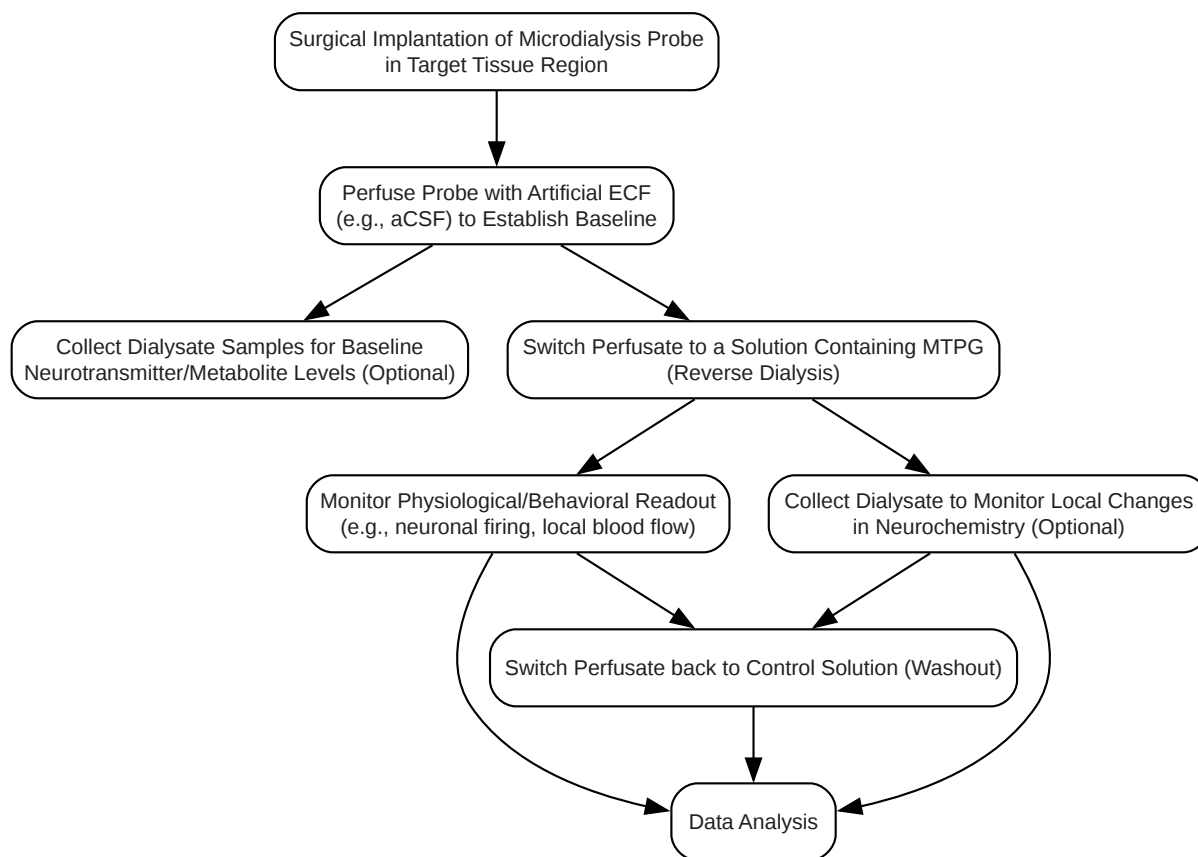 Surgical Implantation of Microdialysis Probe
in Target Tissue Region
Perfuse Probe with Artificial ECF
(e.g., aCSF) to Establish Baseline
Collect Dialysate Samples for Baseline
Neurotransmitter/Metabolite Levels (Optional)
Switch Perfusate to a Solution Containing MTPG
(Reverse Dialysis)
Monitor Physiological/Behavioral Readout
(e.g., neuronal firing, local blood flow)
Collect Dialysate to Monitor Local Changes
in Neurochemistry (Optional)
Switch Perfusate back to Control Solution (Washout)
Data Analysis